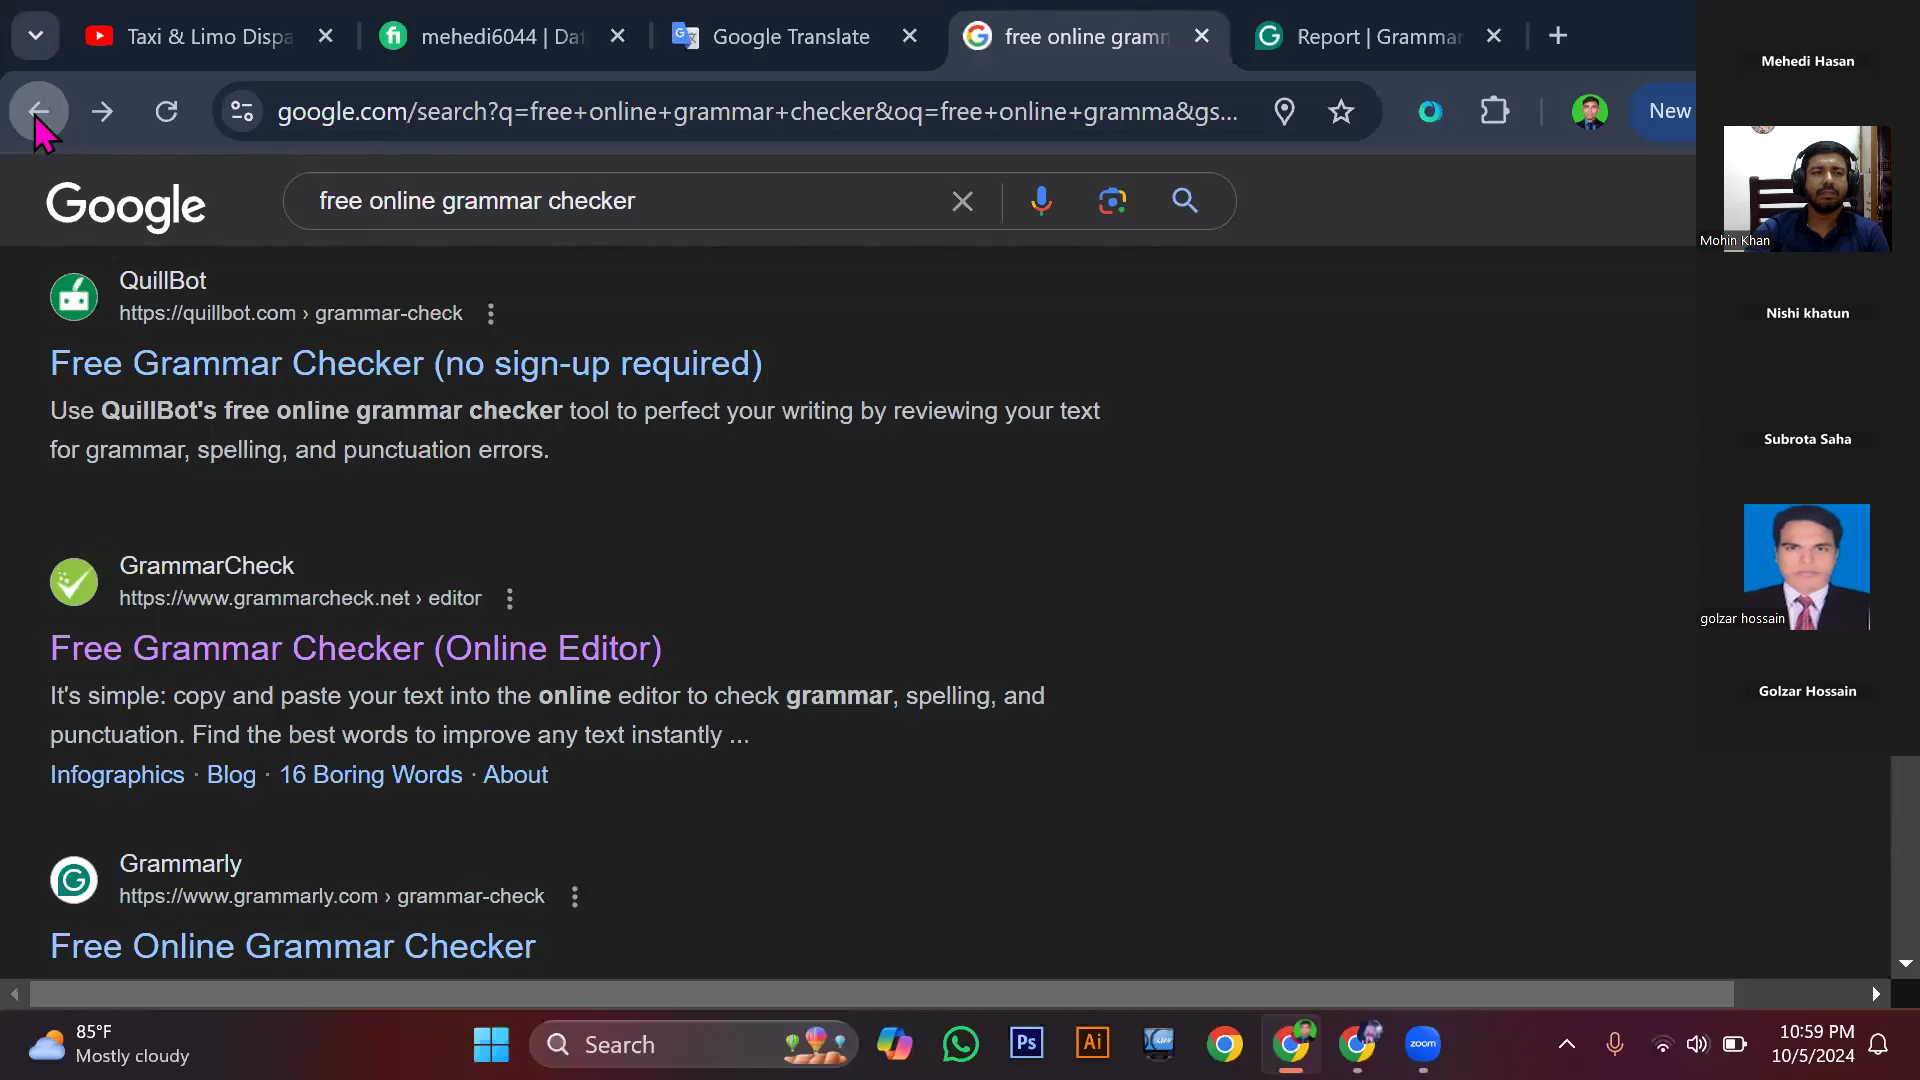 Taxi & Limo Dispa
mehedi6044 | Dat
Google Translate
free online gramm
Report | Grammar
google.com/search?q=free+online+grammar+checker&oq=free+online+gramma&gs...
New
Google
free online grammar checker
QuillBot
https://quillbot.com › grammar-check
Free Grammar Checker (no sign-up required)
Use QuillBot's free online grammar checker tool to perfect your writing by reviewing your text
for grammar, spelling, and punctuation errors.
GrammarCheck
https://www.grammarcheck.net › editor
Free Grammar Checker (Online Editor)
It's simple: copy and paste your text into the online editor to check grammar, spelling, and
punctuation. Find the best words to improve any text instantly ...
Infographics · Blog · 16 Boring Words · About
Grammarly
https://www.grammarly.com › grammar-check
Free Online Grammar Checker
Mehedi Hasan
Mohin Khan
Nishi khatun
Subrota Saha
golzar hossain
Golzar Hossain
85°F
Mostly cloudy
Search
Ps
Ai
zoom
10:59 PM
10/5/2024